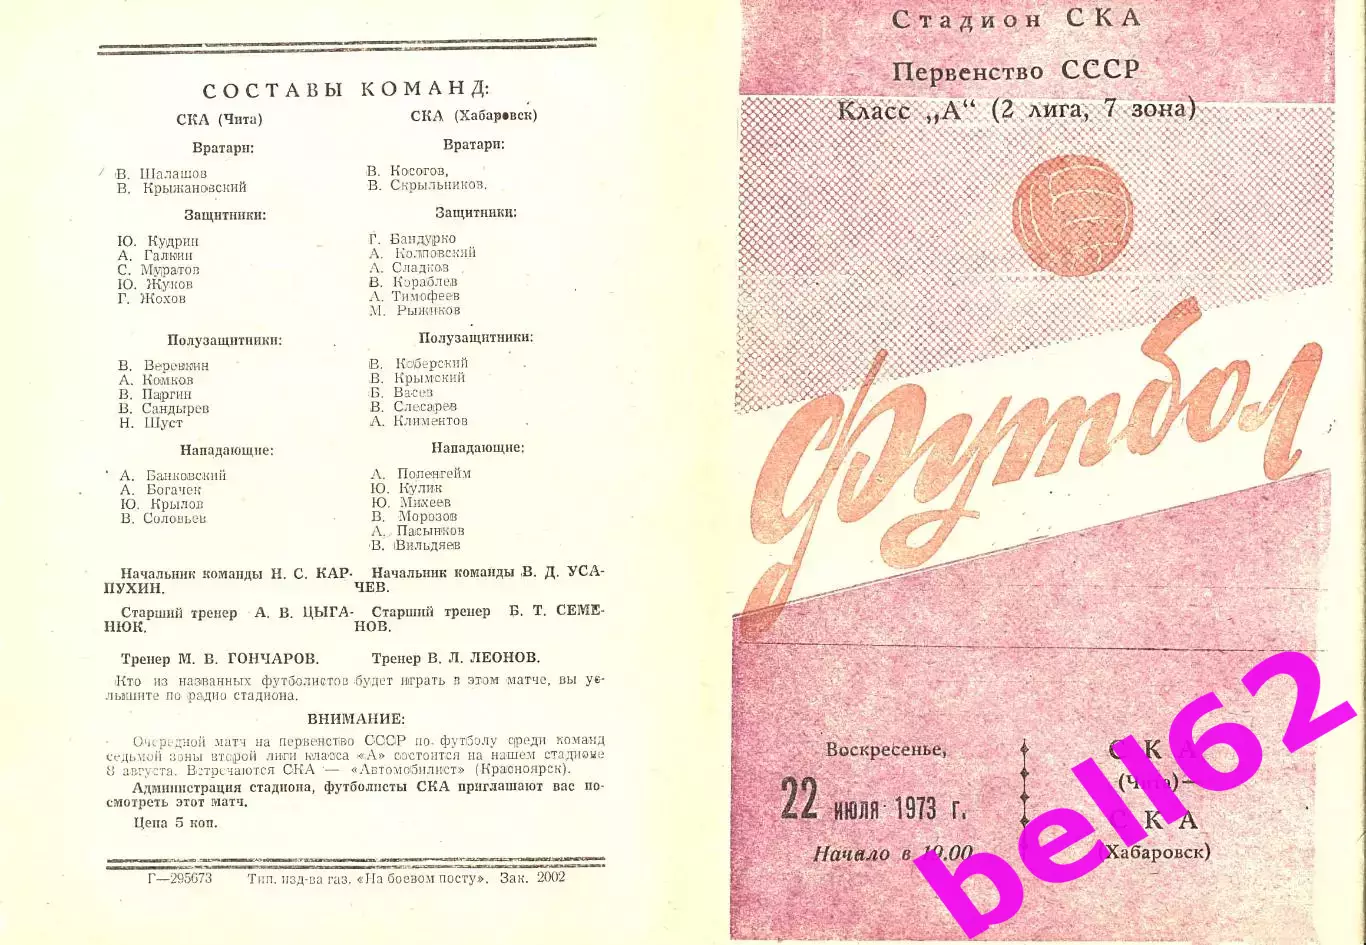 СОСТАВЫ КОМАНД:
СКА (Чита)
Вратари:
В. Шалашов
В. Крыжановский
Защитники:
Ю. Кудрин
А. Галкин
С. Муратов
Ю. Жуков
Г. Жохов
Полузащитники:
В. Веревкин
А. Комков
В. Паргин
В. Сандырев
Н. Шуст
Нападающие:
А. Банковский
А. Богачек
Ю. Крылов
В. Соловьев
Начальник команды Н. С. КАР-
ПУХИН.
Старший тренер А. В. ЦЫГА-
НЮК.
Тренер М. В. ГОНЧАРОВ.
СКА (Хабаровск)
Вратари:
В. Косогов,
В. Скрыльников.
Защитники:
Г. Бандурко
А. Колповский
А. Сладков
В. Кораблев
А. Тимофеев
М. Рыжиков
Полузащитники:
В. Коберский
В. Крымский
Б. Васев
В. Слесарев
А. Климентов
Нападающие:
А. Поленгейм
Ю. Кулик
Ю. Михеев
В. Морозов
А. Пасынков
В. Вильдяев
Начальник команды В. Д. УСА-
ЧЕВ.
Старший тренер Б. Т. СЕМЕ-
НОВ.
Тренер В. Л. ЛЕОНОВ.
Кто из названных футболистов будет играть в этом матче, вы ус-
лышите по радио стадиона.
ВНИМАНИЕ:
Очередной матч на первенство СССР по футболу среди команд
седьмой зоны второй лиги класса «А» состоится на нашем стадионе
8 августа. Встречаются СКА — «Автомобилист» (Красноярск).
Администрация стадиона, футболисты СКА приглашают вас по-
смотреть этот матч.
Цена 5 коп.
Г—295673 Тип. изд-ва газ. «На боевом посту». Зак. 2002
Стадион СКА
Первенство СССР
Класс „А“ (2 лига, 7 зона)
Футбол
Воскресенье,
22 июля 1973 г.
Начало в 19.00
СКА
(Чита)—
СКА
(Хабаровск)
bell62